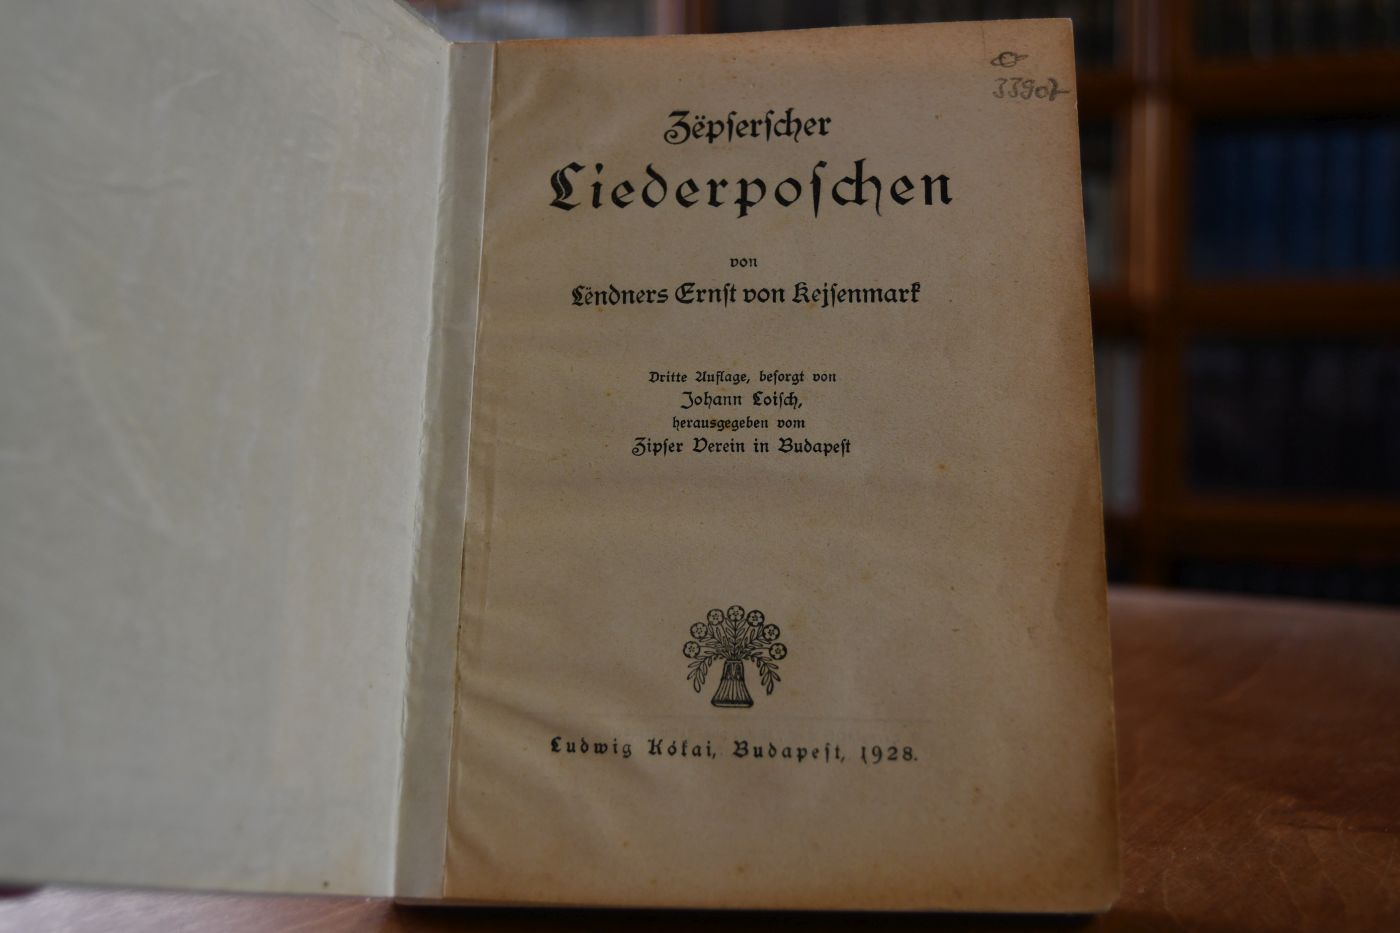 33907
Zëpſerſcher
Liederpoſchen
von
Lëndners Ernſt von Kejſenmark
Dritte Auflage, beſorgt von
Johann Loiſch,
herausgegeben vom
Zipſer Verein in Budapeſt
Ludwig Kókai, Budapeſt, 1928.